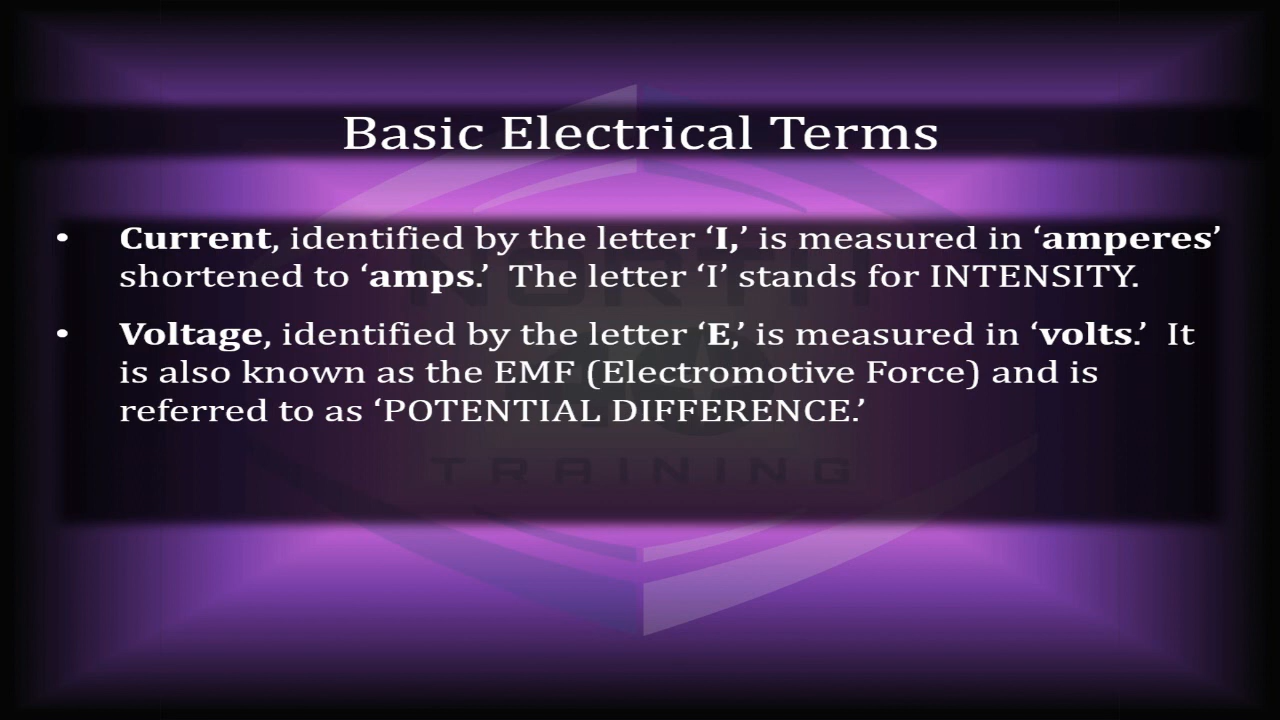 Basic Electrical Terms
• Current, identified by the letter ‘I,’ is measured in ‘amperes’
shortened to ‘amps.’  The letter ‘I’ stands for INTENSITY.
• Voltage, identified by the letter ‘E,’ is measured in ‘volts.’  It
is also known as the EMF (Electromotive Force) and is
referred to as ‘POTENTIAL DIFFERENCE.’
NORTH
TRAINING